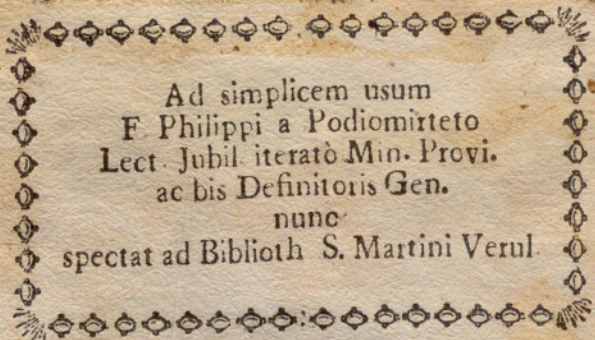 Ad simplicem usum
F Philippi a Podiomirteto
Lect. Jubil iteratò Min. Provi.
ac bis Definitoris Gen.
nunc
spectat ad Biblioth S. Martini Verul